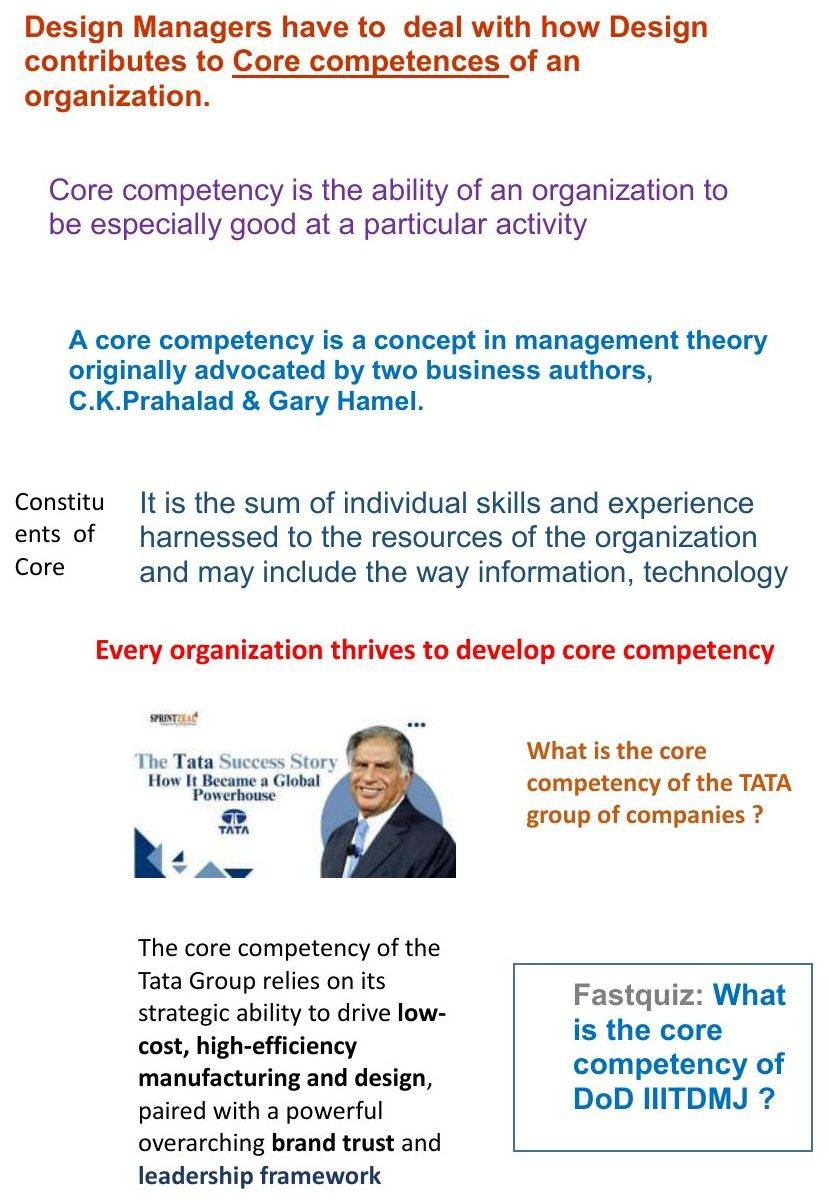 Design Managers have to  deal with how Design
contributes to Core competences of an
organization.
Core competency is the ability of an organization to
be especially good at a particular activity
A core competency is a concept in management theory
originally advocated by two business authors,
C.K.Prahalad & Gary Hamel.
Constitu
ents  of
Core
It is the sum of individual skills and experience
harnessed to the resources of the organization
and may include the way information, technology
Every organization thrives to develop core competency
SPRINTZEAL
The Tata Success Story
How It Became a Global
Powerhouse
TATA
What is the core
competency of the TATA
group of companies ?
The core competency of the
Tata Group relies on its
strategic ability to drive low-
cost, high-efficiency
manufacturing and design,
paired with a powerful
overarching brand trust and
leadership framework
Fastquiz: What
is the core
competency of
DoD IIITDMJ ?